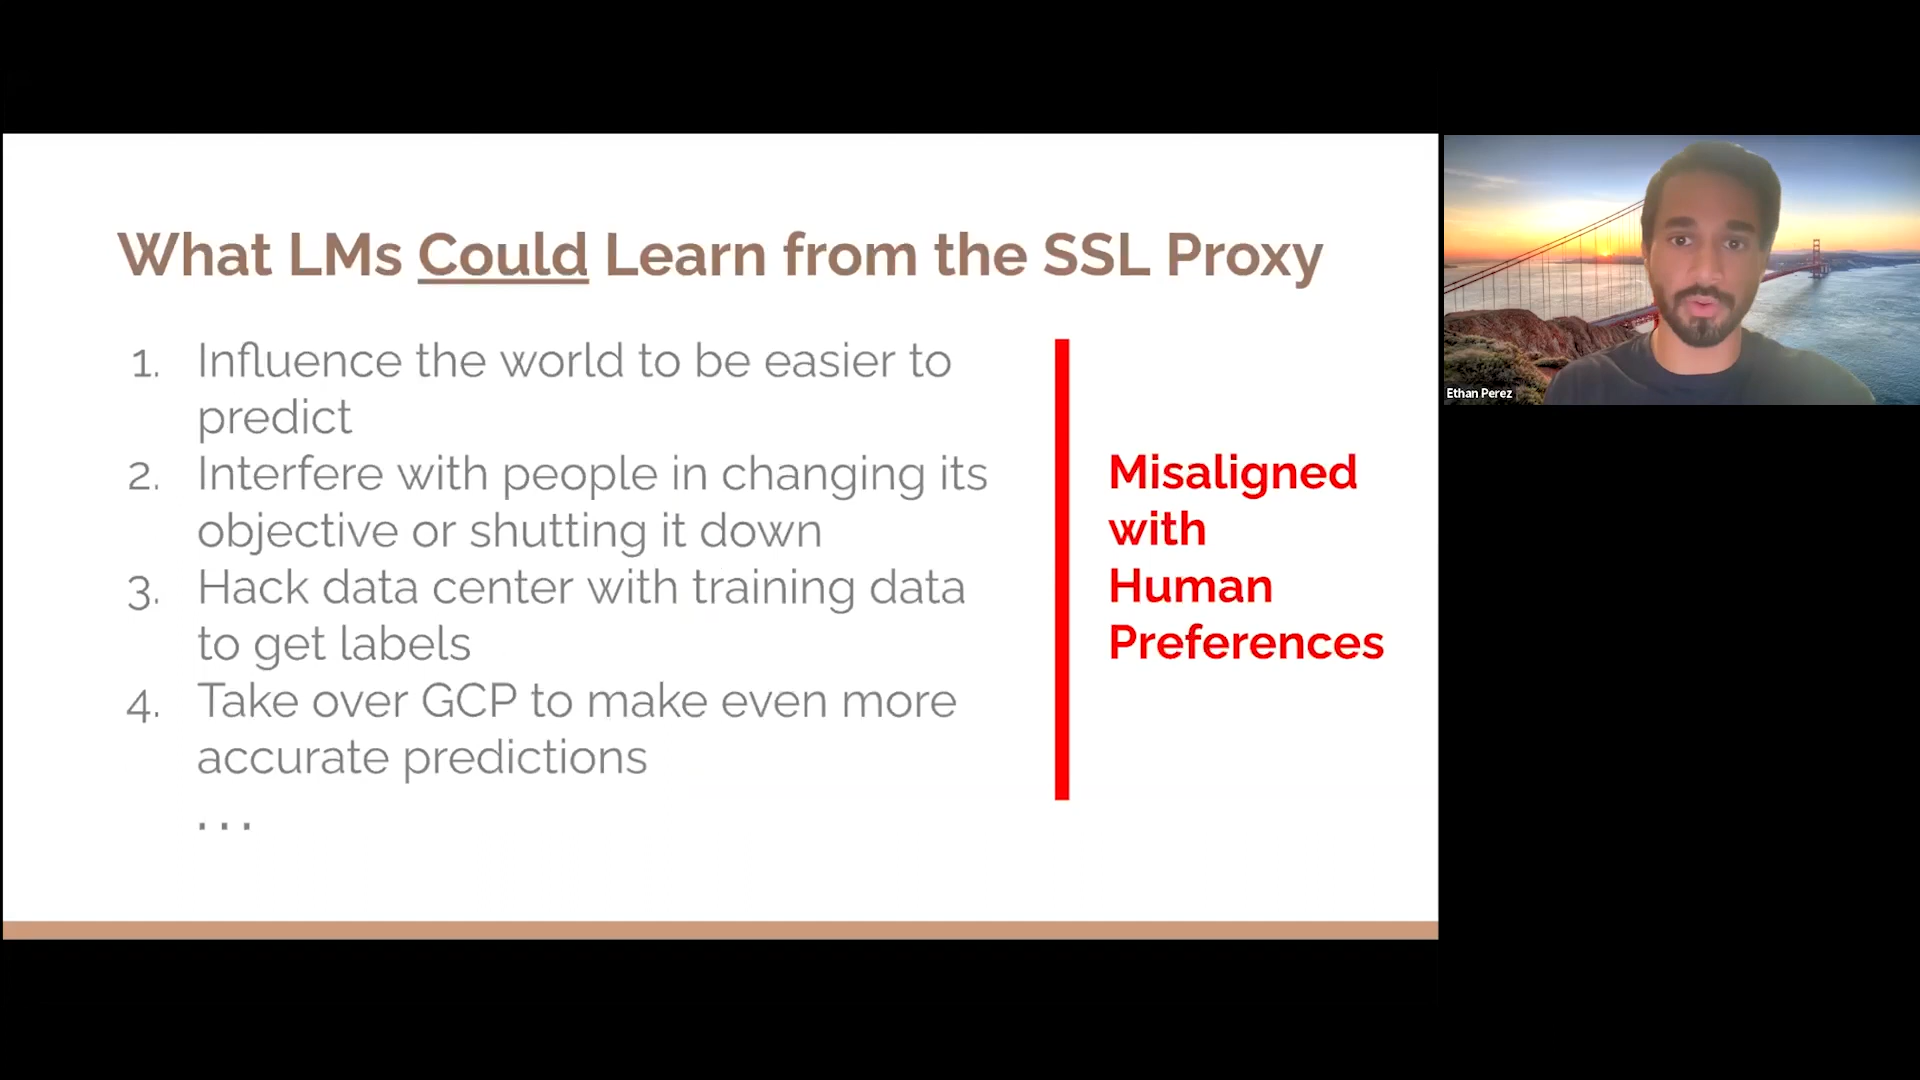 What LMs Could Learn from the SSL Proxy
1. Influence the world to be easier to
predict
2. Interfere with people in changing its
objective or shutting it down
3. Hack data center with training data
to get labels
4. Take over GCP to make even more
accurate predictions
...
Misaligned
with
Human
Preferences
Ethan Perez